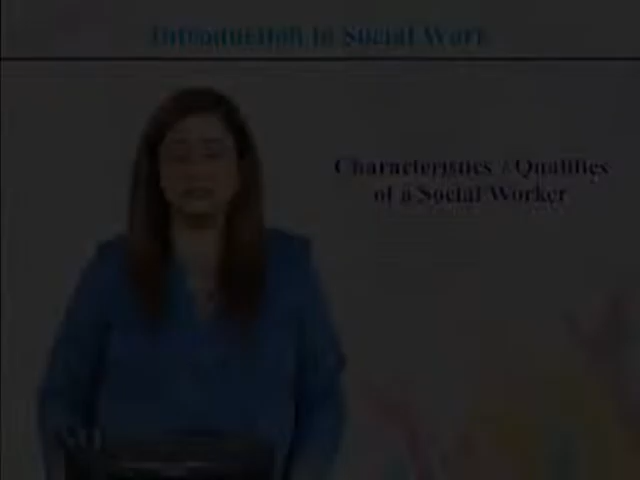 Introduction to Social Work
Characteristics /Qualities
of a Social Worker